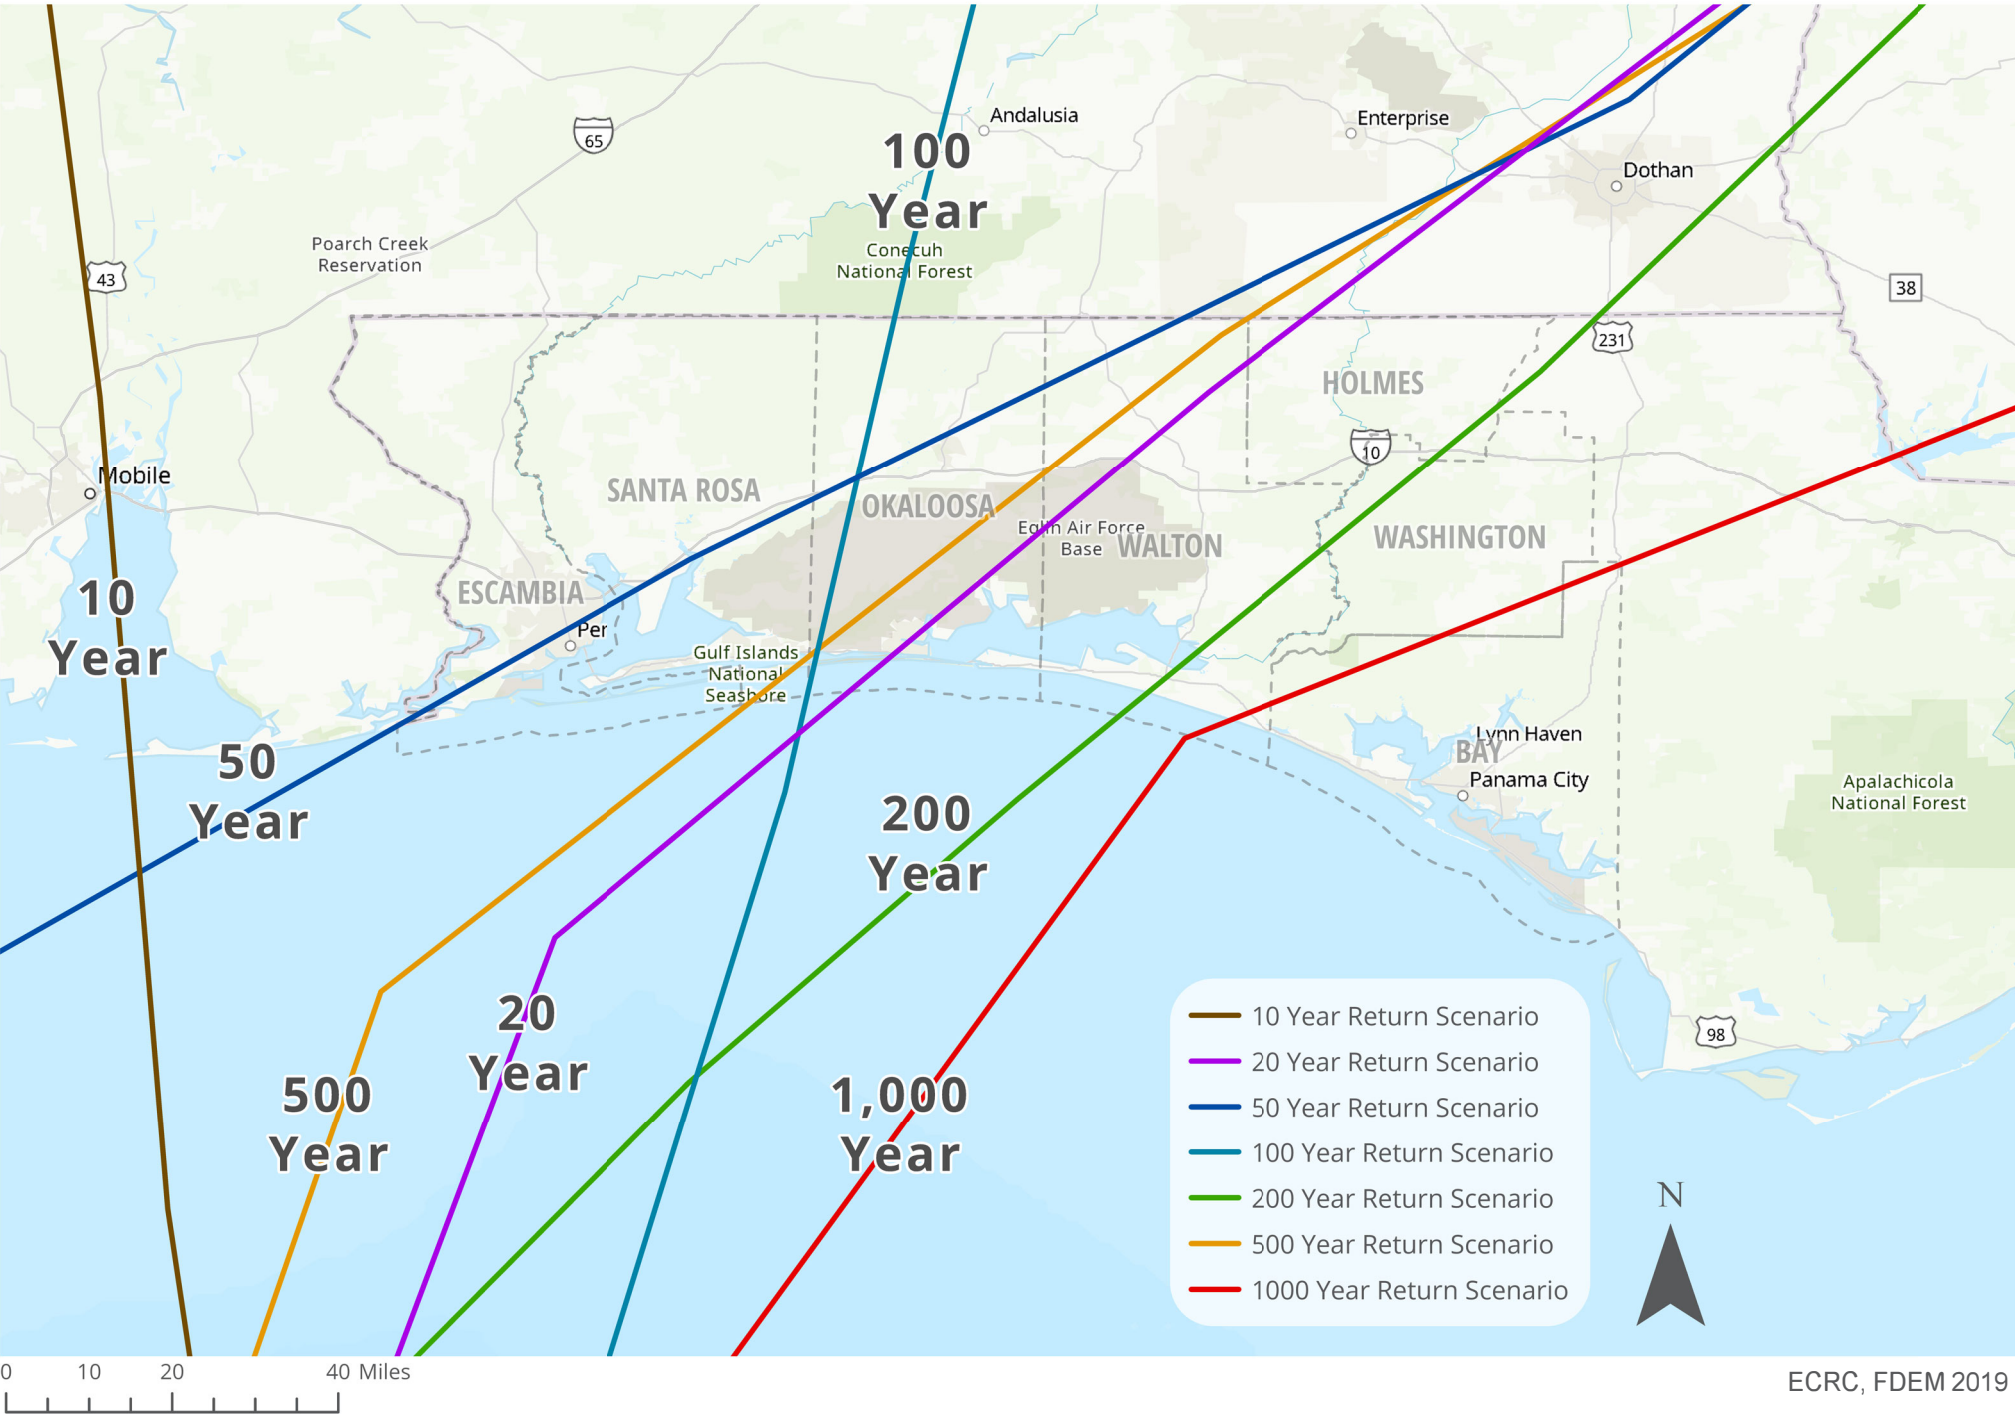 Andalusia
Enterprise
65
100
Year
Dothan
Poarch Creek
Reservation
Conecuh
National Forest
43
38
231
HOLMES
10
Mobile
SANTA ROSA
OKALOOSA
Eglin Air Force
Base
WALTON
WASHINGTON
10
Year
ESCAMBIA
Per
Gulf Islands
National
Seashore
50
Year
Lynn Haven
BAY
Panama City
200
Year
Apalachicola
National Forest
20
Year
500
Year
1,000
Year
98
10 Year Return Scenario
20 Year Return Scenario
50 Year Return Scenario
100 Year Return Scenario
200 Year Return Scenario
500 Year Return Scenario
1000 Year Return Scenario
N
0 10 20 40 Miles
ECRC, FDEM 2019